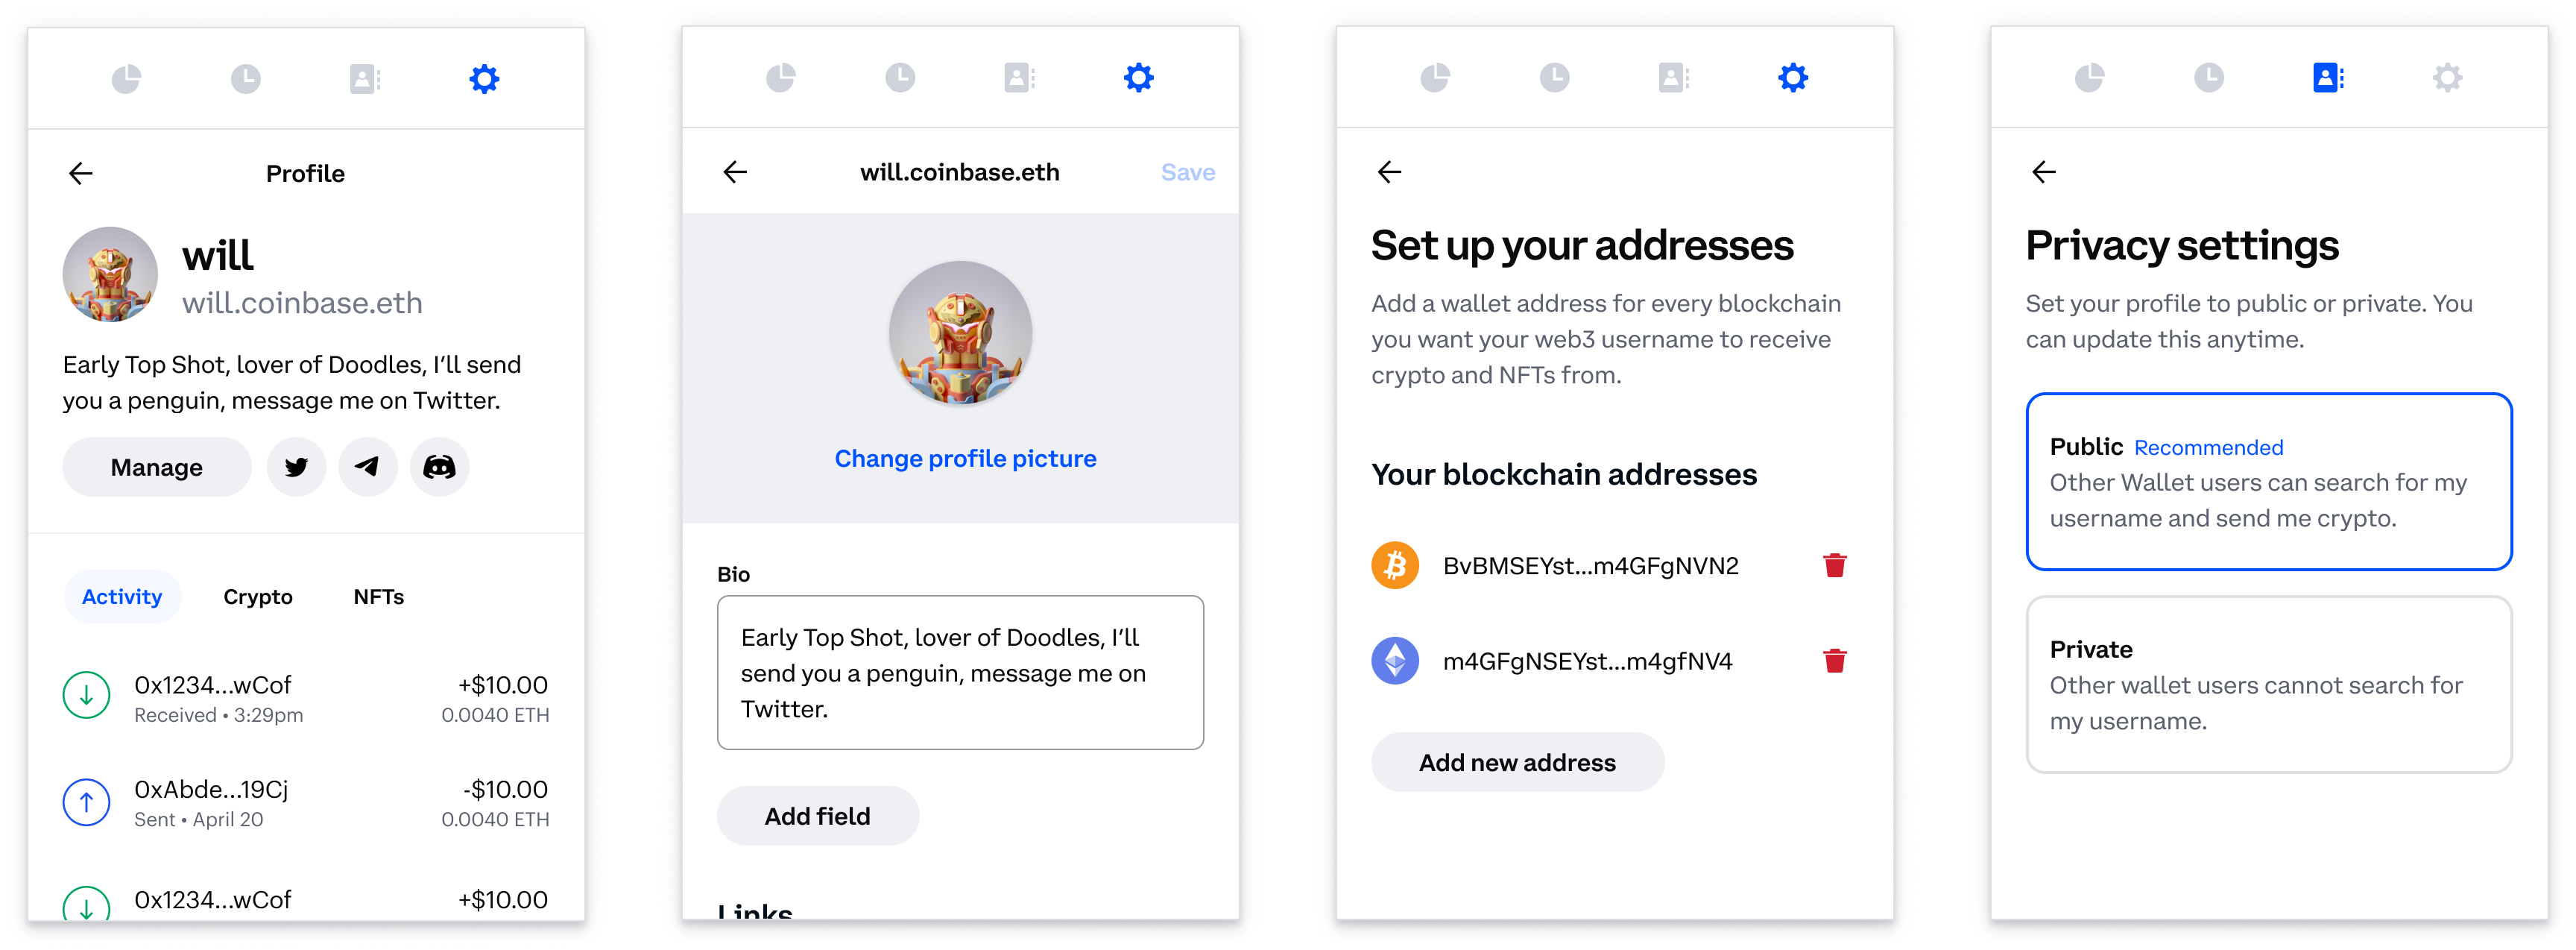 Profile
will
will.coinbase.eth
Early Top Shot, lover of Doodles, I’ll send
you a penguin, message me on Twitter.
Manage
Activity Crypto NFTs
0x1234...wCof +$10.00
Received • 3:29pm 0.0040 ETH
0xAbde...19Cj -$10.00
Sent • April 20 0.0040 ETH
0x1234...wCof +$10.00
will.coinbase.eth Save
Change profile picture
Bio
Early Top Shot, lover of Doodles, I’ll
send you a penguin, message me on
Twitter.
Add field
Links
Set up your addresses
Add a wallet address for every blockchain
you want your web3 username to receive
crypto and NFTs from.
Your blockchain addresses
BvBMSEYst...m4GFgNVN2
m4GFgNSEYst...m4gfNV4
Add new address
Privacy settings
Set your profile to public or private. You
can update this anytime.
Public Recommended
Other Wallet users can search for my
username and send me crypto.
Private
Other wallet users cannot search for
my username.